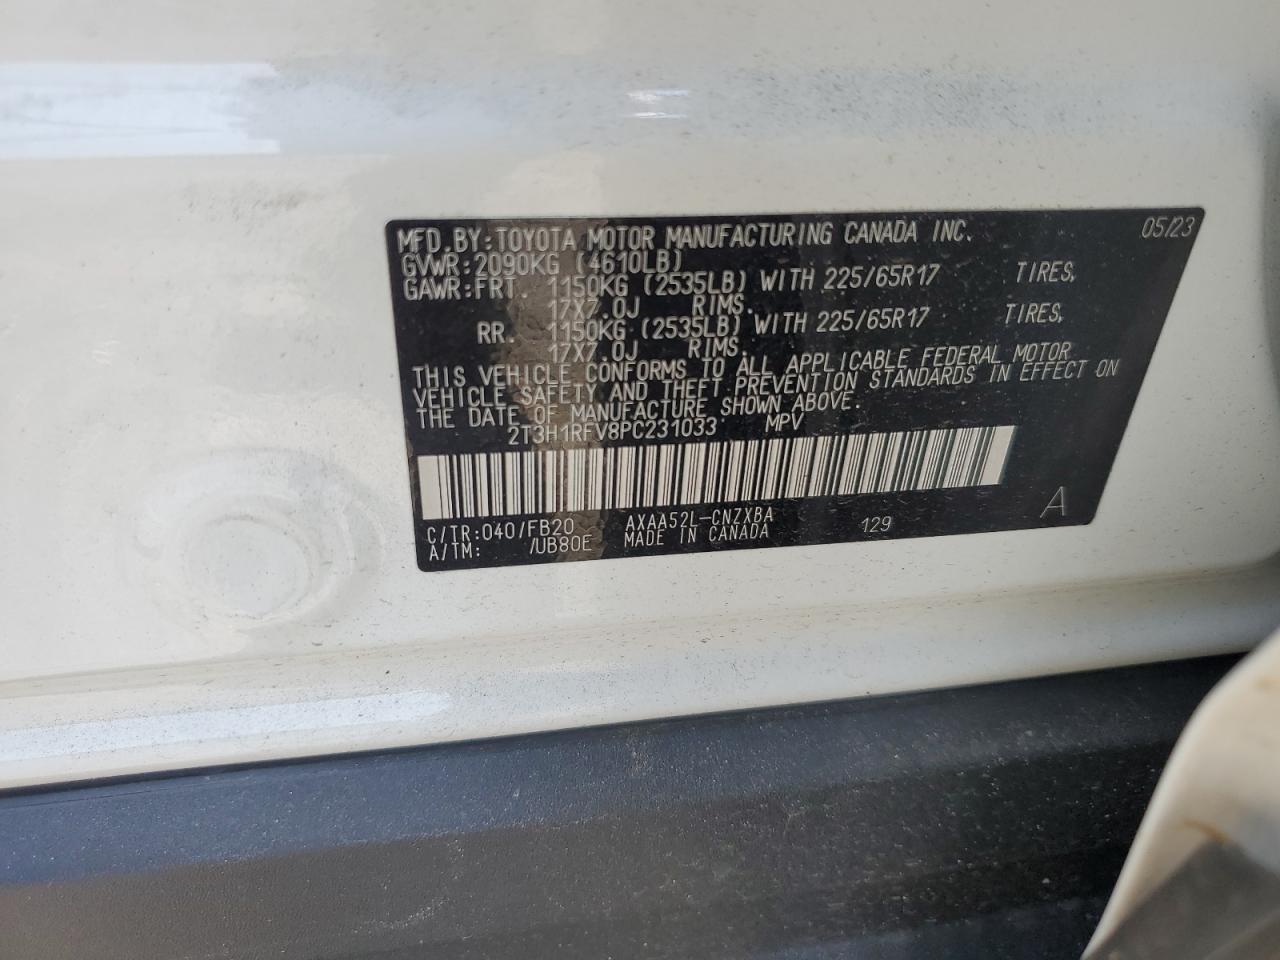 MFD.BY:TOYOTA MOTOR MANUFACTURING CANADA INC. 05/23
GVWR:2090KG (4610LB)
GAWR:FRT. 1150KG (2535LB) WITH 225/65R17 TIRES,
17X7.0J RIMS.
RR. 1150KG (2535LB) WITH 225/65R17 TIRES,
17X7.0J RIMS.
THIS VEHICLE CONFORMS TO ALL APPLICABLE FEDERAL MOTOR
VEHICLE SAFETY AND THEFT PREVENTION STANDARDS IN EFFECT ON
THE DATE OF MANUFACTURE SHOWN ABOVE.
2T3H1RFV8PC231033 MPV
C/TR:040/FB20 AXAA52L-CNZXBA 129 A
A/TM: /UB80E MADE IN CANADA